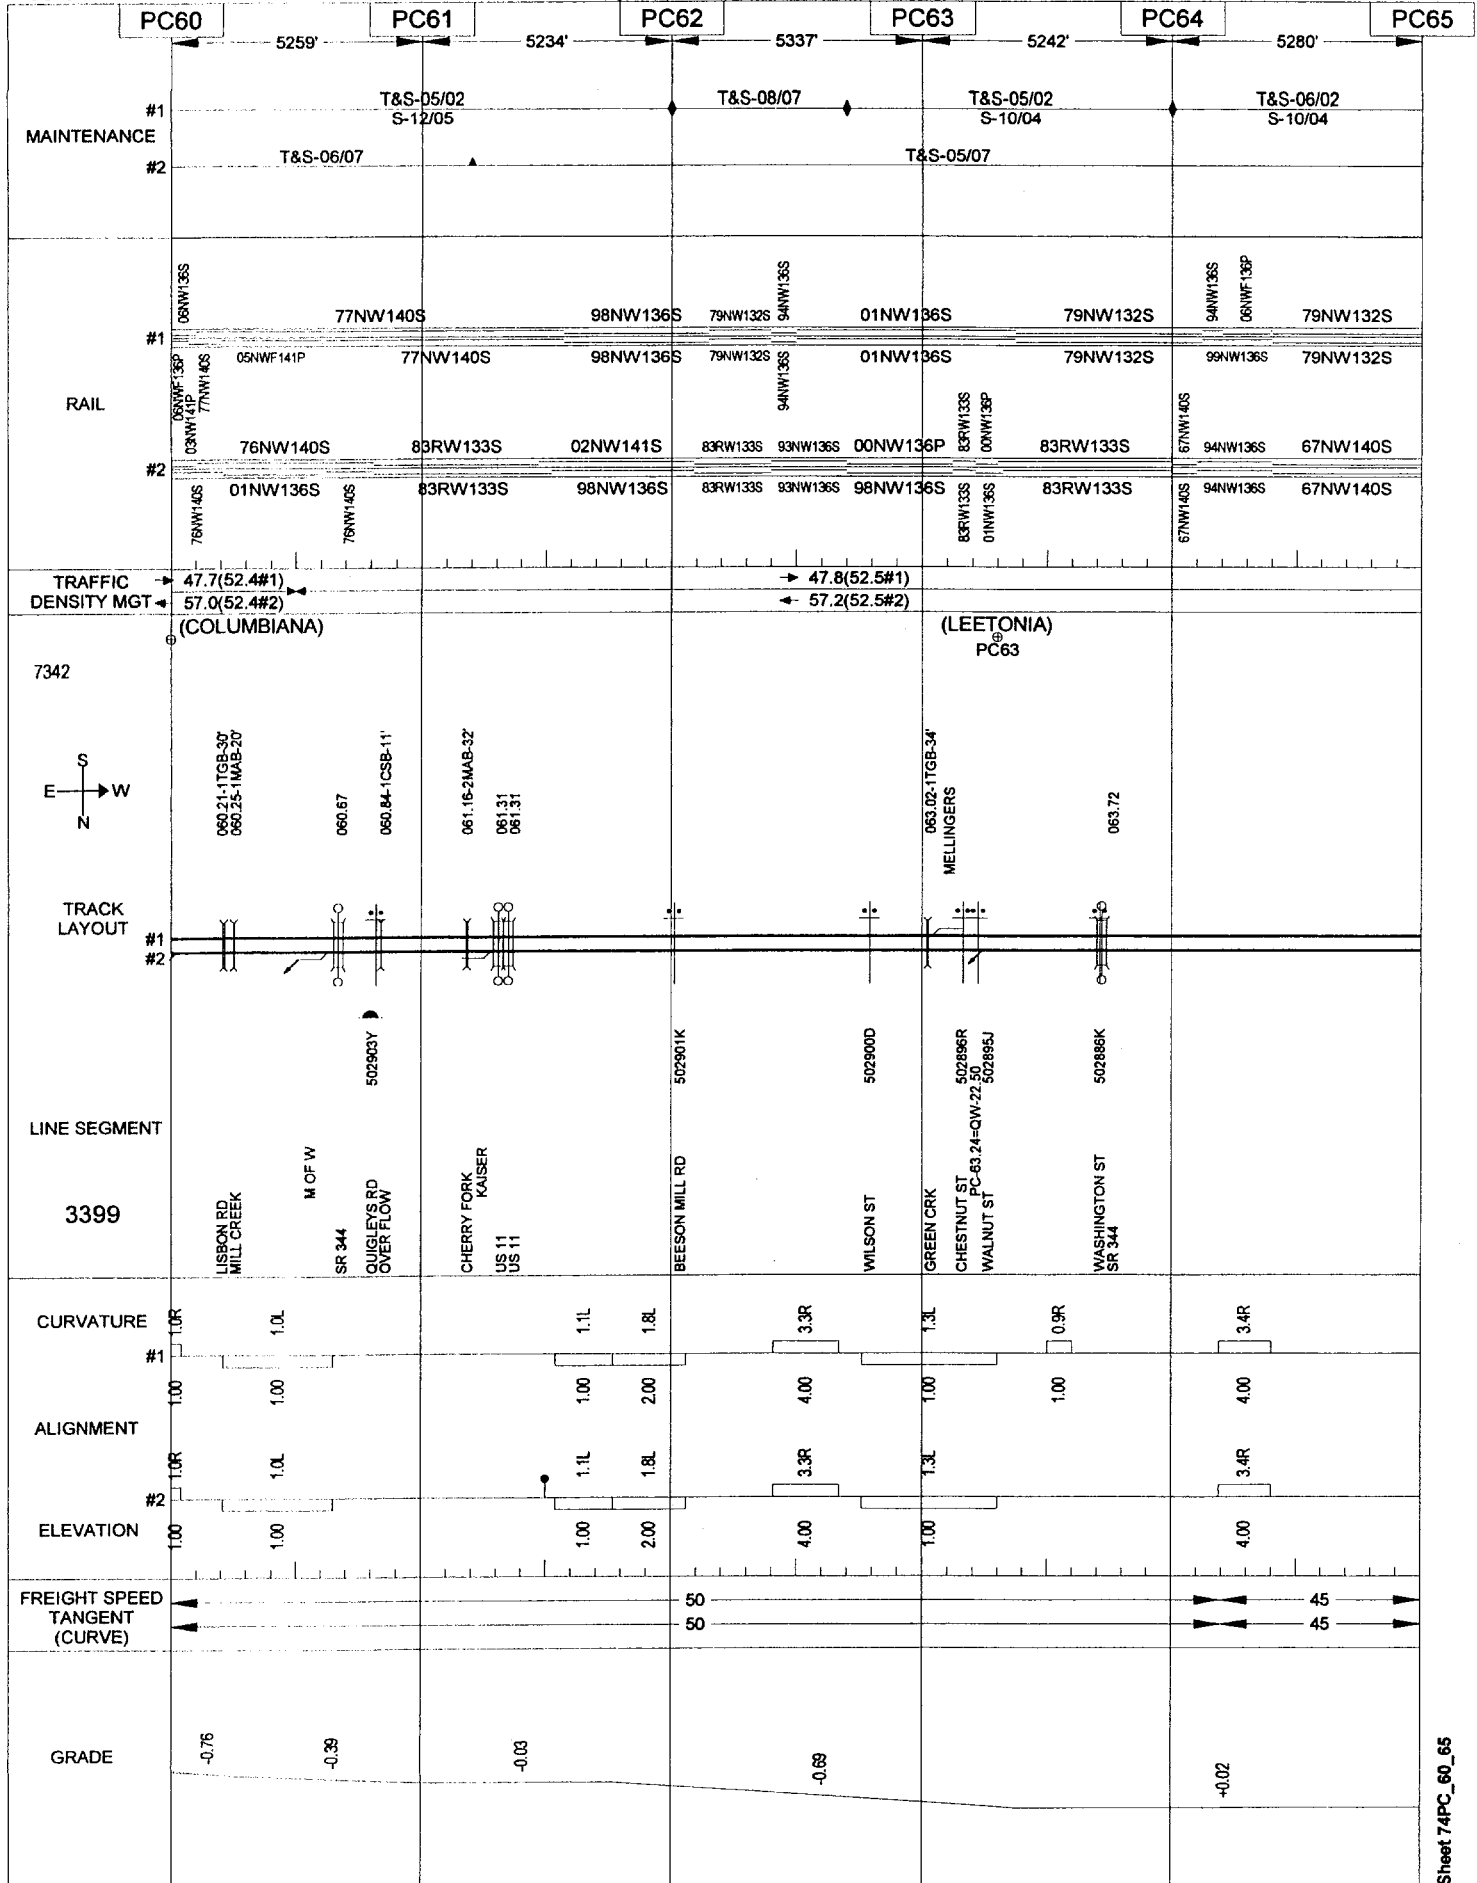 PC60 PC61 PC62 PC63 PC64 PC65
5259' 5234' 5337' 5242' 5280'
MAINTENANCE
#1 T&S-05/02 T&S-08/07 T&S-05/02 T&S-06/02
S-12/05 S-10/04 S-10/04
#2 T&S-06/07 T&S-05/07
RAIL
06NW136S 94NW136S 94NW136S 06NWF136P
77NW140S 98NW136S 79NW132S 01NW136S 79NW132S 79NW132S
#1
05NWF141P 77NW140S 98NW136S 79NW132S 01NW136S 79NW132S 99NW136S 79NW132S
06NWF136P 03NW141P 77NW140S 94NW136S
83RW133S 00NW136P 67NW140S
76NW140S 83RW133S 02NW141S 83RW133S 93NW136S 00NW136P 83RW133S 94NW136S 67NW140S
#2
01NW136S 83RW133S 98NW136S 83RW133S 93NW136S 98NW136S 83RW133S 94NW136S 67NW140S
76NW140S 76NW140S 83RW133S 01NW136S 67NW140S
TRAFFIC 47.7(52.4#1) 47.8(52.5#1)
DENSITY MGT 57.0(52.4#2) 57.2(52.5#2)
(COLUMBIANA) (LEETONIA)
PC63
7342
S
E W
N
060.21-1TGB-30'
060.25-1MAB-20'
060.67
060.84-1CSB-11'
061.16-2MAB-32'
061.31
061.31
063.02-1TGB-34'
MELLINGERS
063.72
TRACK
LAYOUT
#1
#2
502903Y
502901K
502900D
502896R
PC-63.24=QW-22.50
502895J
502886K
LINE SEGMENT
3399
LISBON RD
MILL CREEK
M OF W
SR 344
QUIGLEYS RD
OVER FLOW
CHERRY FORK
KAISER
US 11
US 11
BEESON MILL RD
WILSON ST
GREEN CRK
CHESTNUT ST
WALNUT ST
WASHINGTON ST
SR 344
CURVATURE 1.0R 1.0L 1.1L 1.8L 3.3R 1.3L 0.9R 3.4R
#1
1.00 1.00 1.00 2.00 4.00 1.00 1.00 4.00
ALIGNMENT
1.0R 1.0L 1.1L 1.8L 3.3R 1.3L 3.4R
#2
ELEVATION 1.00 1.00 1.00 2.00 4.00 1.00 4.00
FREIGHT SPEED 50 45
TANGENT 50 45
(CURVE)
GRADE -0.76 -0.39 -0.03 -0.69 +0.02
Sheet 74PC_60_65